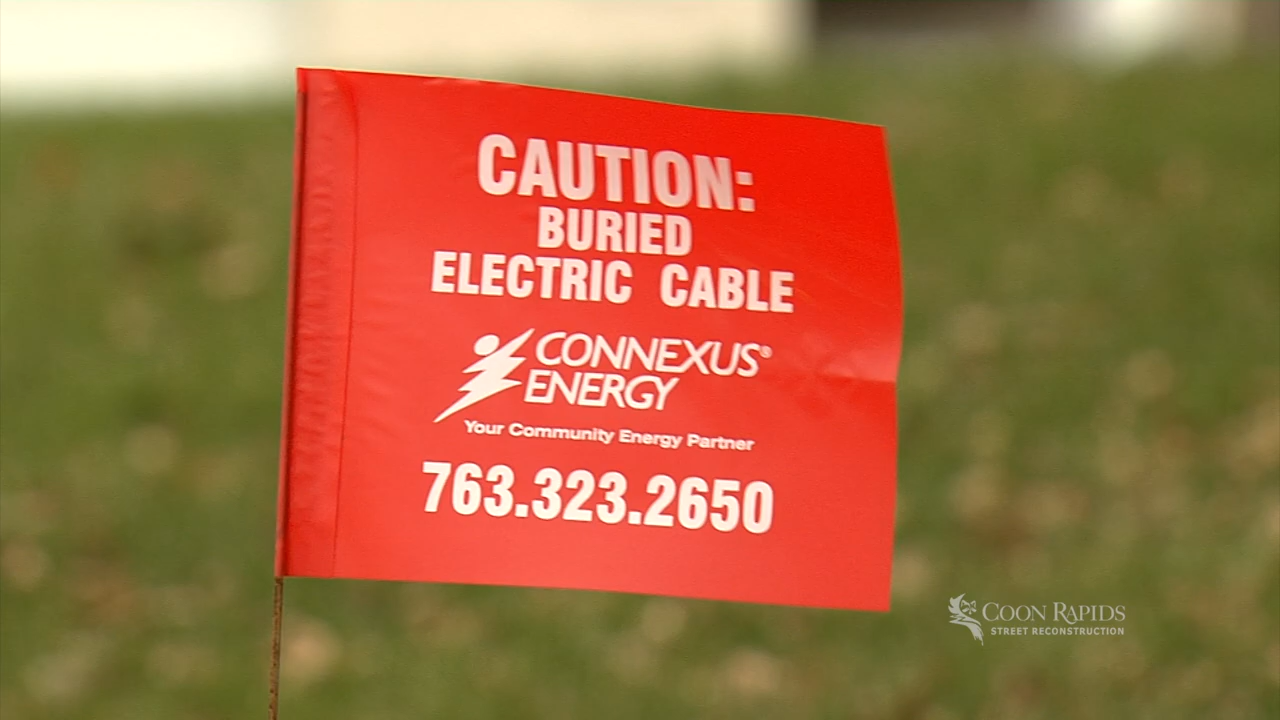 CAUTION:
BURIED
ELECTRIC CABLE
CONNEXUS®
ENERGY
Your Community Energy Partner
763.323.2650
COON RAPIDS
STREET RECONSTRUCTION